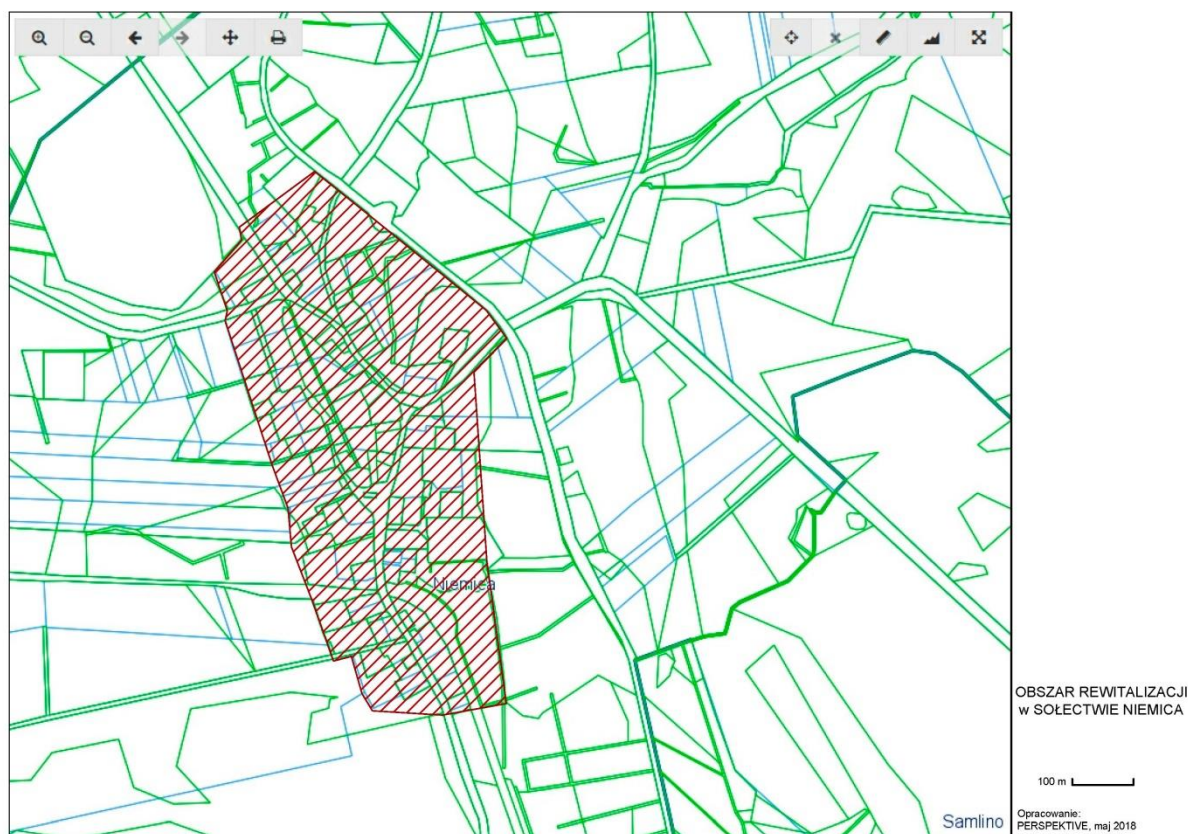 Niemica
OBSZAR REWITALIZACJI
w SOŁECTWIE NIEMICA
100 m
Samlino
Opracowanie:
PERSPEKTIVE, maj 2018